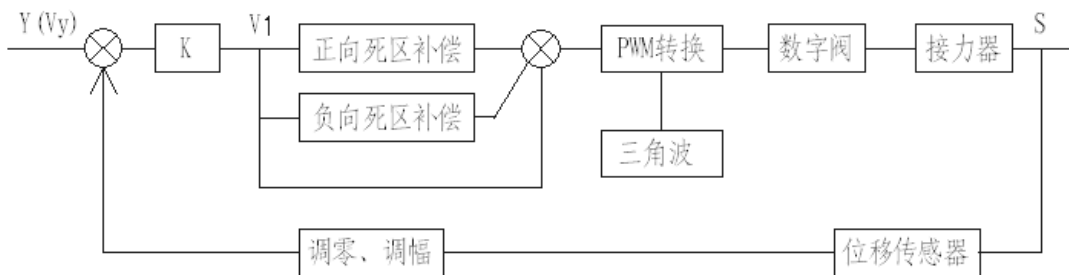 Y(Vy)
K
V1
正向死区补偿
负向死区补偿
PWM转换
三角波
数字阀
接力器
S
调零、调幅
位移传感器